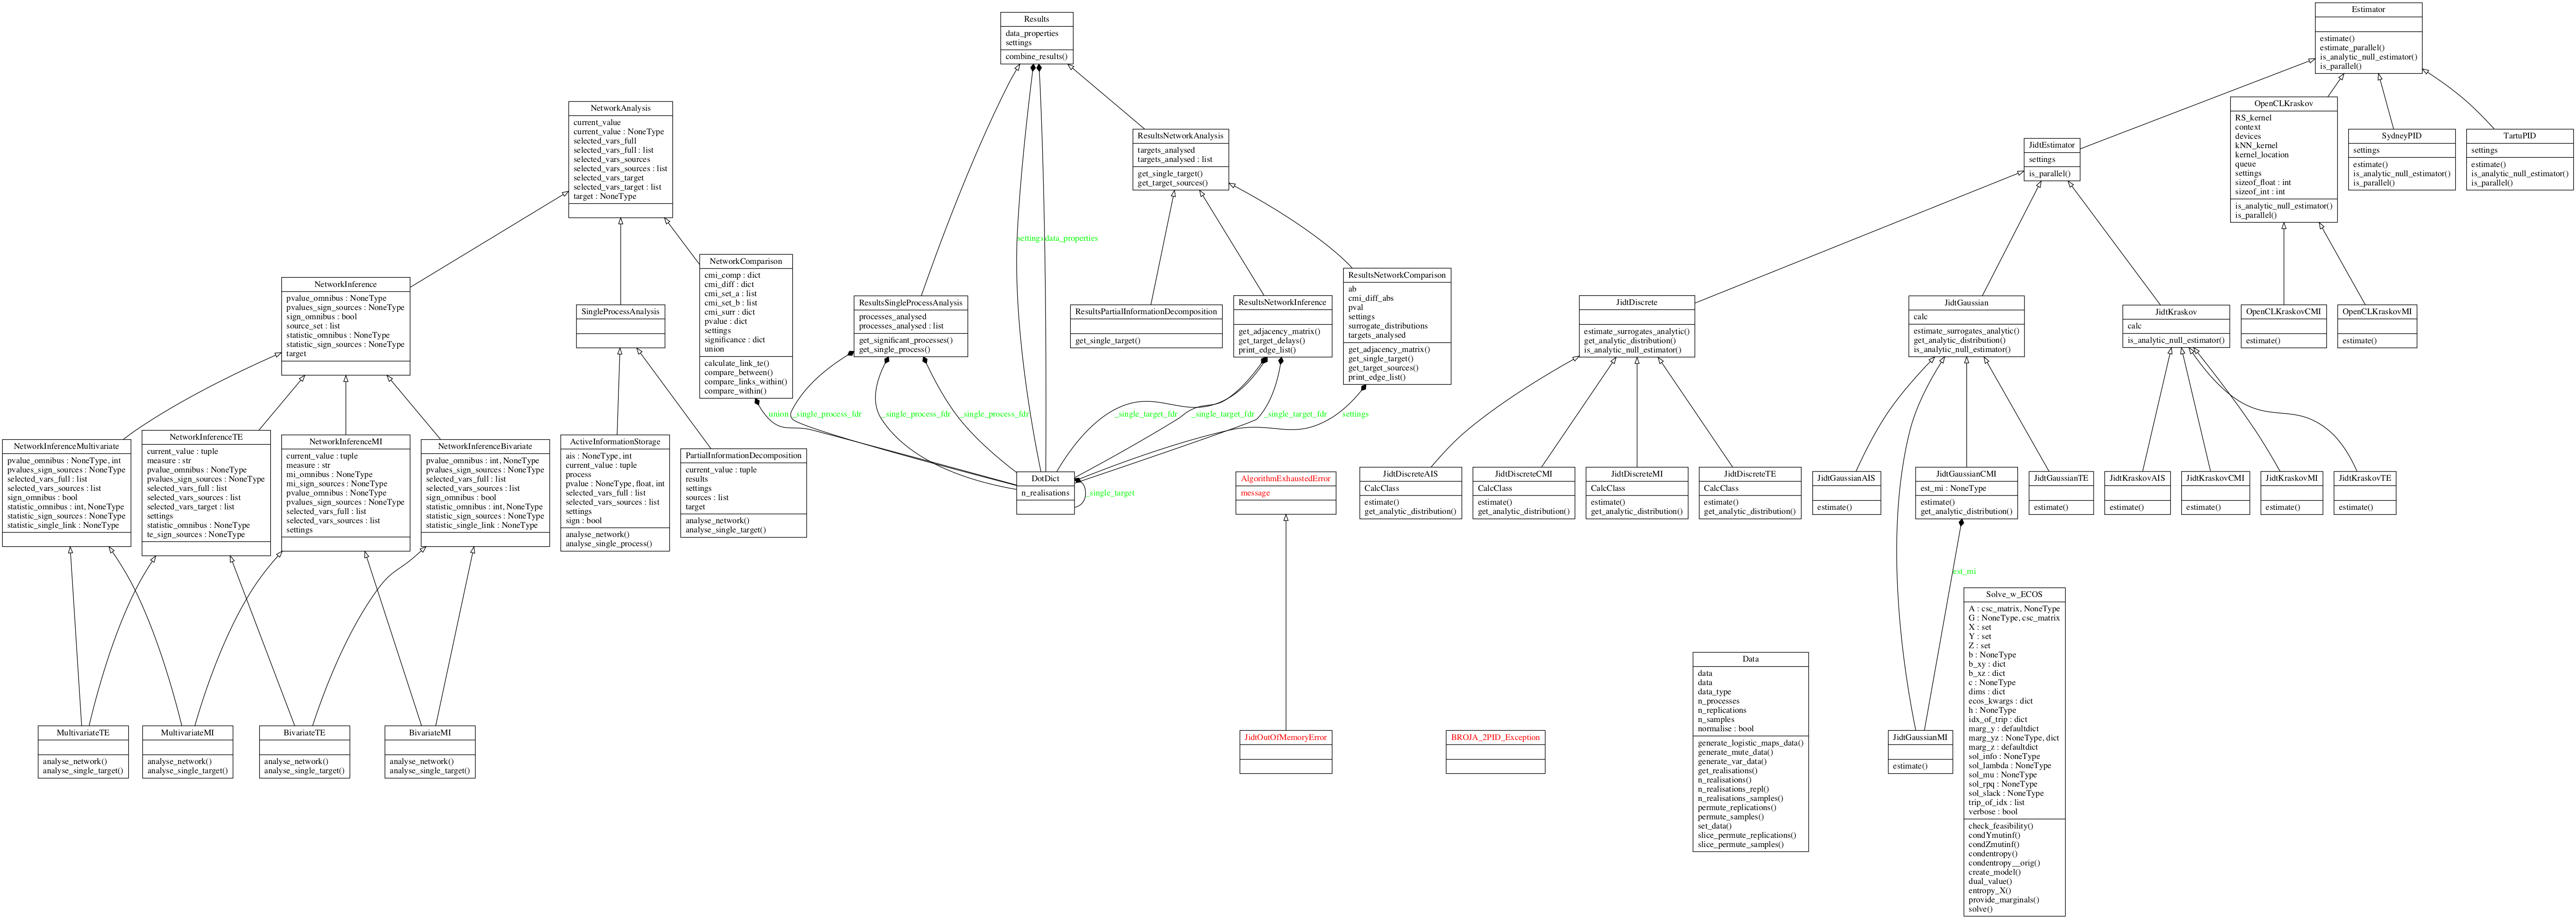 Results
data_properties
settings
combine_results()
Estimator
estimate()
estimate_parallel()
is_analytic_null_estimator()
is_parallel()
NetworkAnalysis
current_value
current_value : NoneType
selected_vars_full
selected_vars_full : list
selected_vars_sources
selected_vars_sources : list
selected_vars_target
selected_vars_target : list
target : NoneType
ResultsNetworkAnalysis
targets_analysed
targets_analysed : list
get_single_target()
get_target_sources()
JidtEstimator
settings
is_parallel()
OpenCLKraskov
RS_kernel
context
devices
kNN_kernel
kernel_location
queue
settings
sizeof_float : int
sizeof_int : int
is_analytic_null_estimator()
is_parallel()
SydneyPID
settings
estimate()
is_analytic_null_estimator()
is_parallel()
TartuPID
settings
estimate()
is_analytic_null_estimator()
is_parallel()
settings
data_properties
NetworkInference
pvalue_omnibus : NoneType
pvalues_sign_sources : NoneType
sign_omnibus : bool
source_set : list
statistic_omnibus : NoneType
statistic_sign_sources : NoneType
target
SingleProcessAnalysis
NetworkComparison
cmi_comp : dict
cmi_diff : dict
cmi_set_a : list
cmi_set_b : list
cmi_surr : dict
pvalue : dict
settings
significance : dict
union
calculate_link_te()
compare_between()
compare_links_within()
compare_within()
ResultsSingleProcessAnalysis
processes_analysed
processes_analysed : list
get_significant_processes()
get_single_process()
ResultsPartialInformationDecomposition
get_single_target()
ResultsNetworkInference
get_adjacency_matrix()
get_target_delays()
print_edge_list()
ResultsNetworkComparison
ab
cmi_diff_abs
pval
settings
surrogate_distributions
targets_analysed
get_adjacency_matrix()
get_single_target()
get_target_sources()
print_edge_list()
JidtDiscrete
estimate_surrogates_analytic()
get_analytic_distribution()
is_analytic_null_estimator()
JidtGaussian
calc
estimate_surrogates_analytic()
get_analytic_distribution()
is_analytic_null_estimator()
JidtKraskov
calc
is_analytic_null_estimator()
OpenCLKraskovCMI
estimate()
OpenCLKraskovMI
estimate()
union
_single_process_fdr
_single_process_fdr
_single_process_fdr
_single_target_fdr
_single_target_fdr
_single_target_fdr
settings
NetworkInferenceMultivariate
pvalue_omnibus : NoneType, int
pvalues_sign_sources : NoneType
selected_vars_full : list
selected_vars_sources : list
sign_omnibus : bool
statistic_omnibus : int, NoneType
statistic_sign_sources : NoneType
statistic_single_link : NoneType
NetworkInferenceTE
current_value : tuple
measure : str
pvalue_omnibus : NoneType
pvalues_sign_sources : NoneType
selected_vars_full : list
selected_vars_sources : list
selected_vars_target : list
settings
statistic_omnibus : NoneType
te_sign_sources : NoneType
NetworkInferenceMI
current_value : tuple
measure : str
mi_omnibus : NoneType
mi_sign_sources : NoneType
pvalue_omnibus : NoneType
pvalues_sign_sources : NoneType
selected_vars_full : list
selected_vars_sources : list
settings
NetworkInferenceBivariate
pvalue_omnibus : int, NoneType
pvalues_sign_sources : NoneType
selected_vars_full : list
selected_vars_sources : list
sign_omnibus : bool
statistic_omnibus : int, NoneType
statistic_sign_sources : NoneType
statistic_single_link : NoneType
ActiveInformationStorage
ais : NoneType, int
current_value : tuple
process
pvalue : NoneType, float, int
selected_vars_full : list
selected_vars_sources : list
settings
sign : bool
analyse_network()
analyse_single_process()
PartialInformationDecomposition
current_value : tuple
results
settings
sources : list
target
analyse_network()
analyse_single_target()
DotDict
n_realisations
_single_target
AlgorithmExhaustedError
message
JidtDiscreteAIS
CalcClass
estimate()
get_analytic_distribution()
JidtDiscreteCMI
CalcClass
estimate()
get_analytic_distribution()
JidtDiscreteMI
CalcClass
estimate()
get_analytic_distribution()
JidtDiscreteTE
CalcClass
estimate()
get_analytic_distribution()
JidtGaussianAIS
estimate()
JidtGaussianCMI
est_mi : NoneType
estimate()
get_analytic_distribution()
JidtGaussianTE
estimate()
JidtKraskovAIS
estimate()
JidtKraskovCMI
estimate()
JidtKraskovMI
estimate()
JidtKraskovTE
estimate()
est_mi
MultivariateTE
analyse_network()
analyse_single_target()
MultivariateMI
analyse_network()
analyse_single_target()
BivariateTE
analyse_network()
analyse_single_target()
BivariateMI
analyse_network()
analyse_single_target()
JidtOutOfMemoryError
BROJA_2PID_Exception
Data
data
data
data_type
n_processes
n_replications
n_samples
normalise : bool
generate_logistic_maps_data()
generate_mute_data()
generate_var_data()
get_realisations()
n_realisations()
n_realisations_repl()
n_realisations_samples()
permute_replications()
permute_samples()
set_data()
slice_permute_replications()
slice_permute_samples()
JidtGaussianMI
estimate()
Solve_w_ECOS
A : csc_matrix, NoneType
G : NoneType, csc_matrix
X : set
Y : set
Z : set
b : NoneType
b_xy : dict
b_xz : dict
c : NoneType
dims : dict
ecos_kwargs : dict
h : NoneType
idx_of_trip : dict
marg_y : defaultdict
marg_yz : NoneType, dict
marg_z : defaultdict
sol_info : NoneType
sol_lambda : NoneType
sol_mu : NoneType
sol_rpq : NoneType
sol_slack : NoneType
trip_of_idx : list
verbose : bool
check_feasibility()
condYmutinf()
condZmutinf()
condentropy()
condentropy__orig()
create_model()
dual_value()
entropy_X()
provide_marginals()
solve()